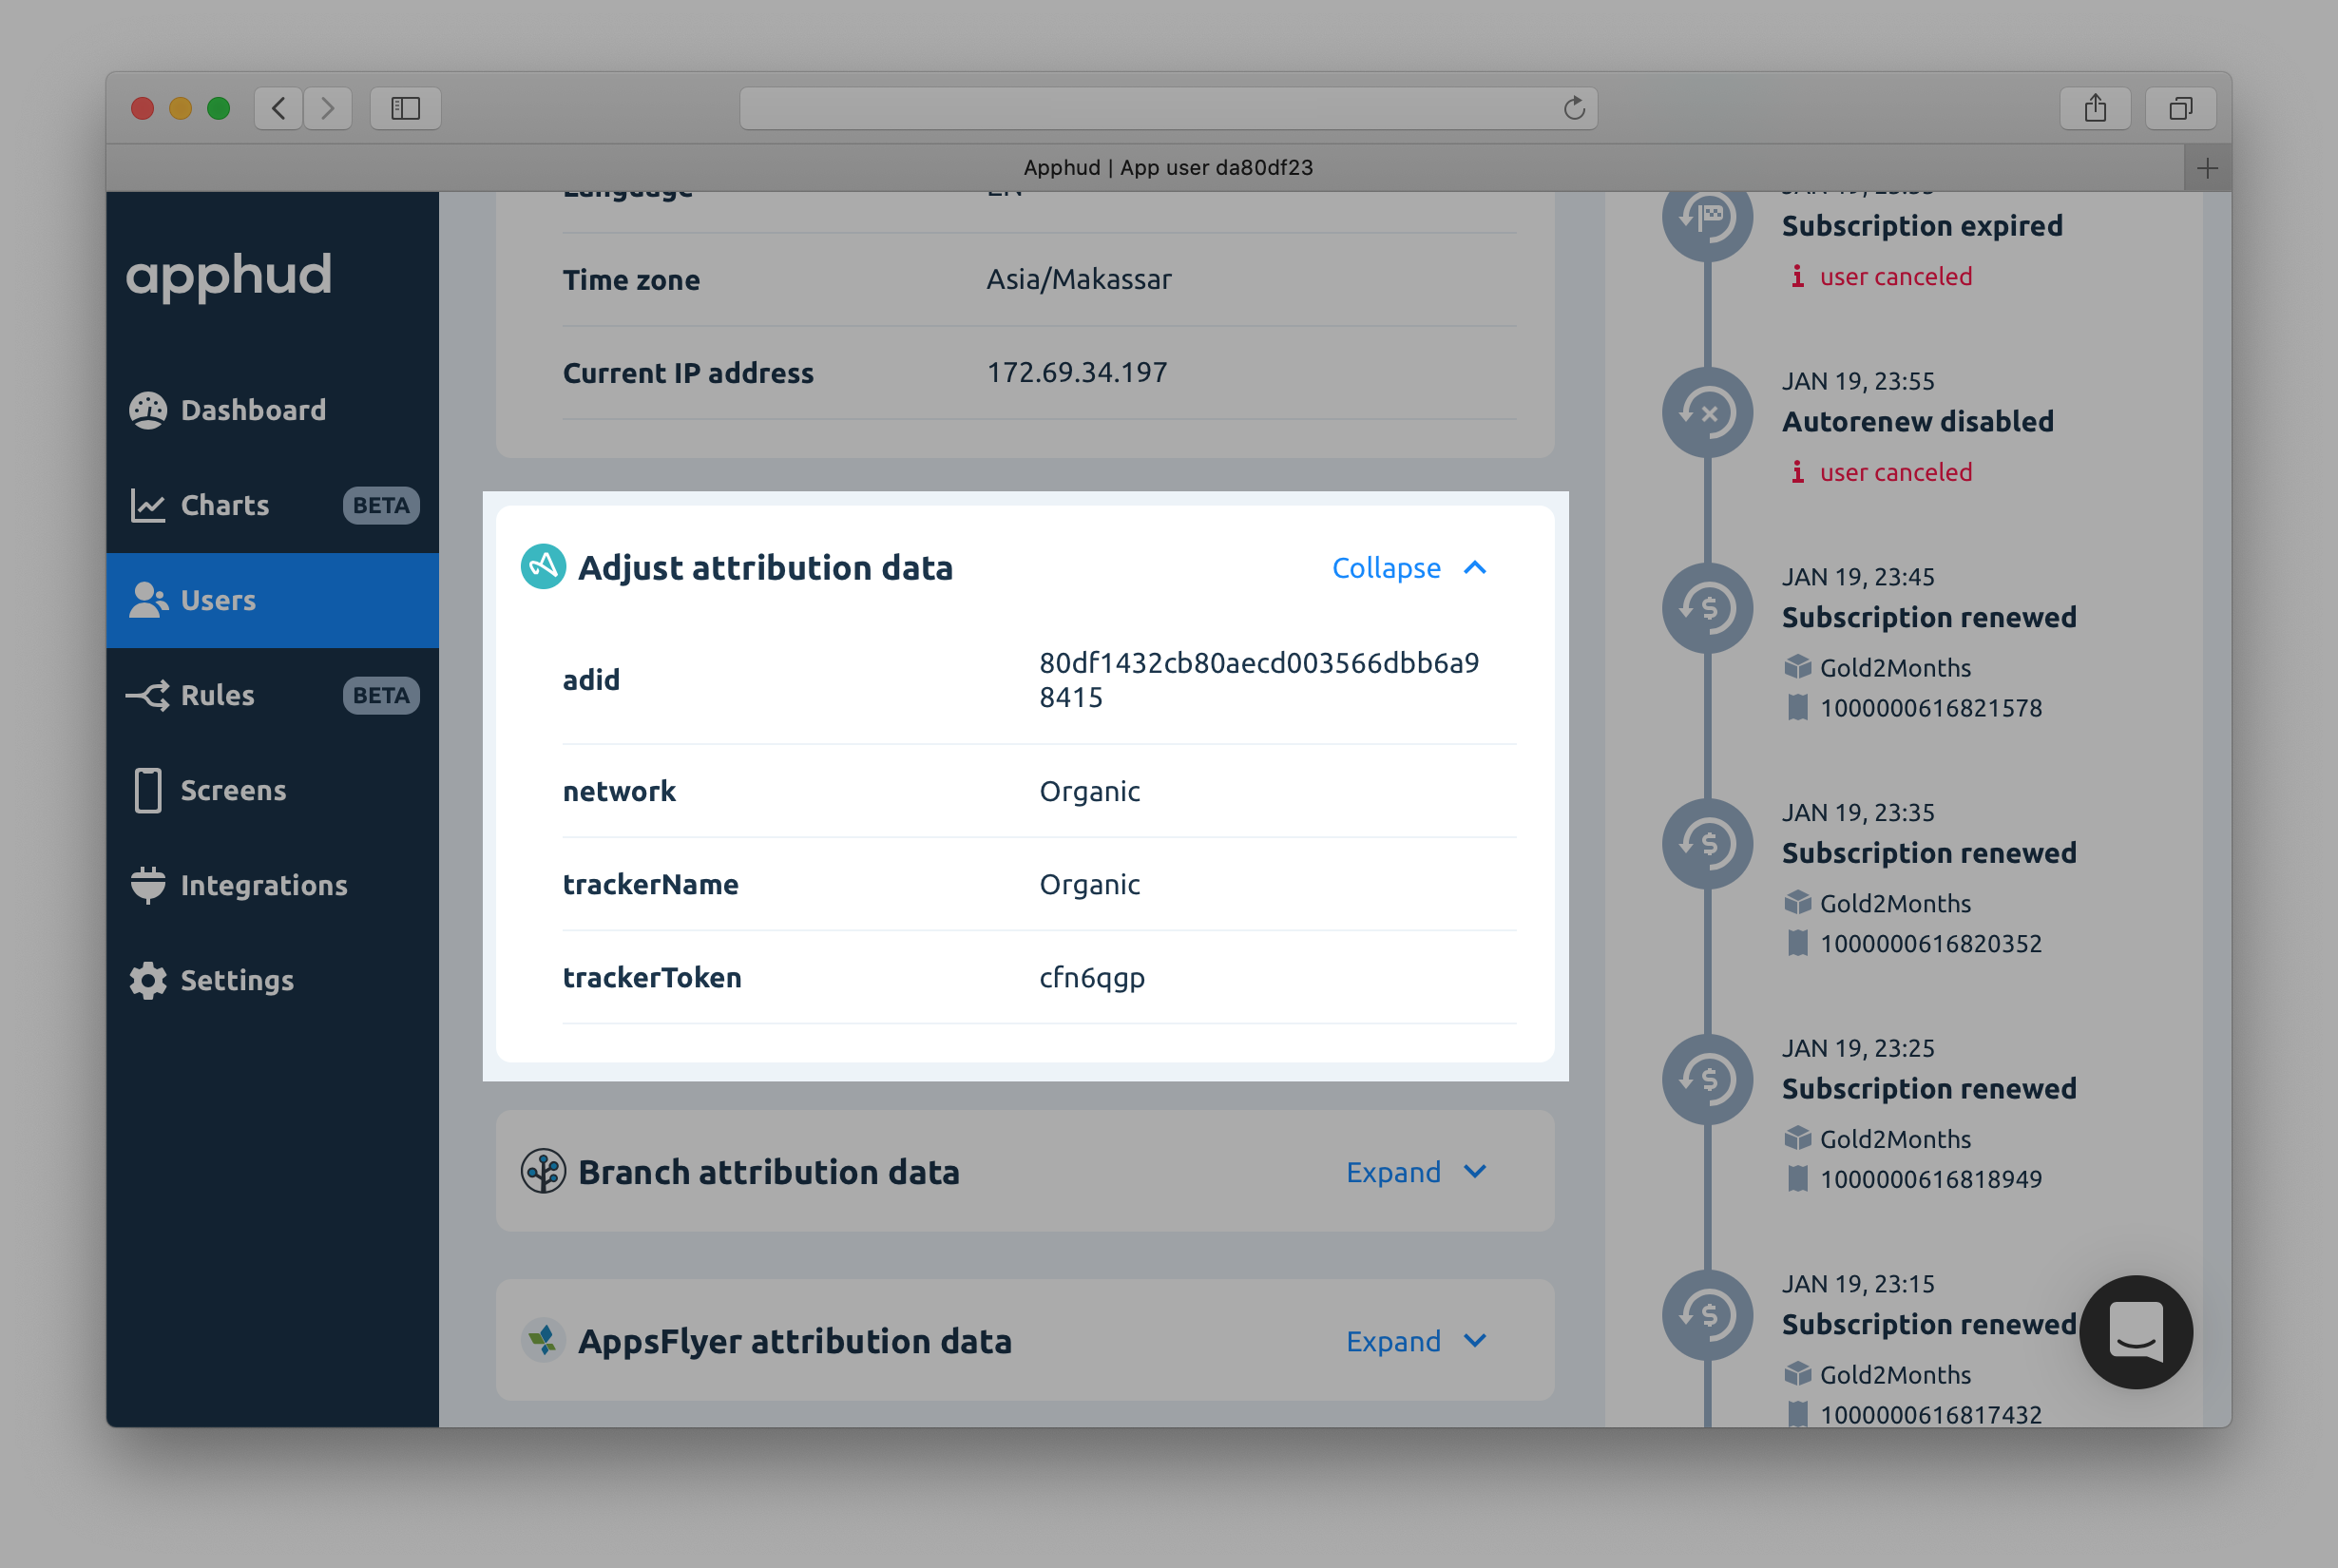 Apphud | App user da80df23
apphud
Dashboard
Charts BETA
Users
Rules BETA
Screens
Integrations
Settings
Language EN
Time zone Asia/Makassar
Current IP address 172.69.34.197
Adjust attribution data Collapse
adid 80df1432cb80aecd003566dbb6a9
8415
network Organic
trackerName Organic
trackerToken cfn6qgp
Branch attribution data Expand
AppsFlyer attribution data Expand
Subscription expired
user canceled
JAN 19, 23:55
Autorenew disabled
user canceled
JAN 19, 23:45
Subscription renewed
Gold2Months
1000000616821578
JAN 19, 23:35
Subscription renewed
Gold2Months
1000000616820352
JAN 19, 23:25
Subscription renewed
Gold2Months
1000000616818949
JAN 19, 23:15
Subscription renewed
Gold2Months
1000000616817432